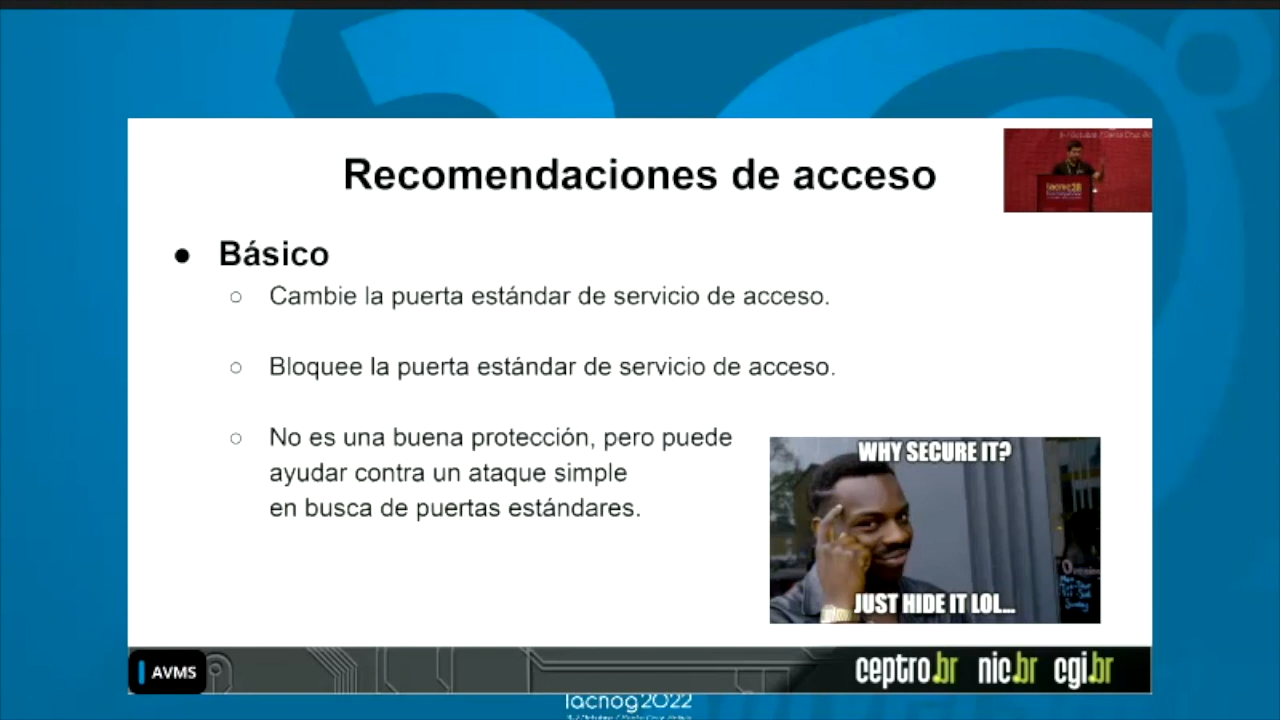 Recomendaciones de acceso
● Básico
○ Cambie la puerta estándar de servicio de acceso.
○ Bloquee la puerta estándar de servicio de acceso.
○ No es una buena protección, pero puede
ayudar contra un ataque simple
en busca de puertas estándares.
WHY SECURE IT?
JUST HIDE IT LOL...
AVMS
ceptro.br nic.br cgi.br
lacnog2022